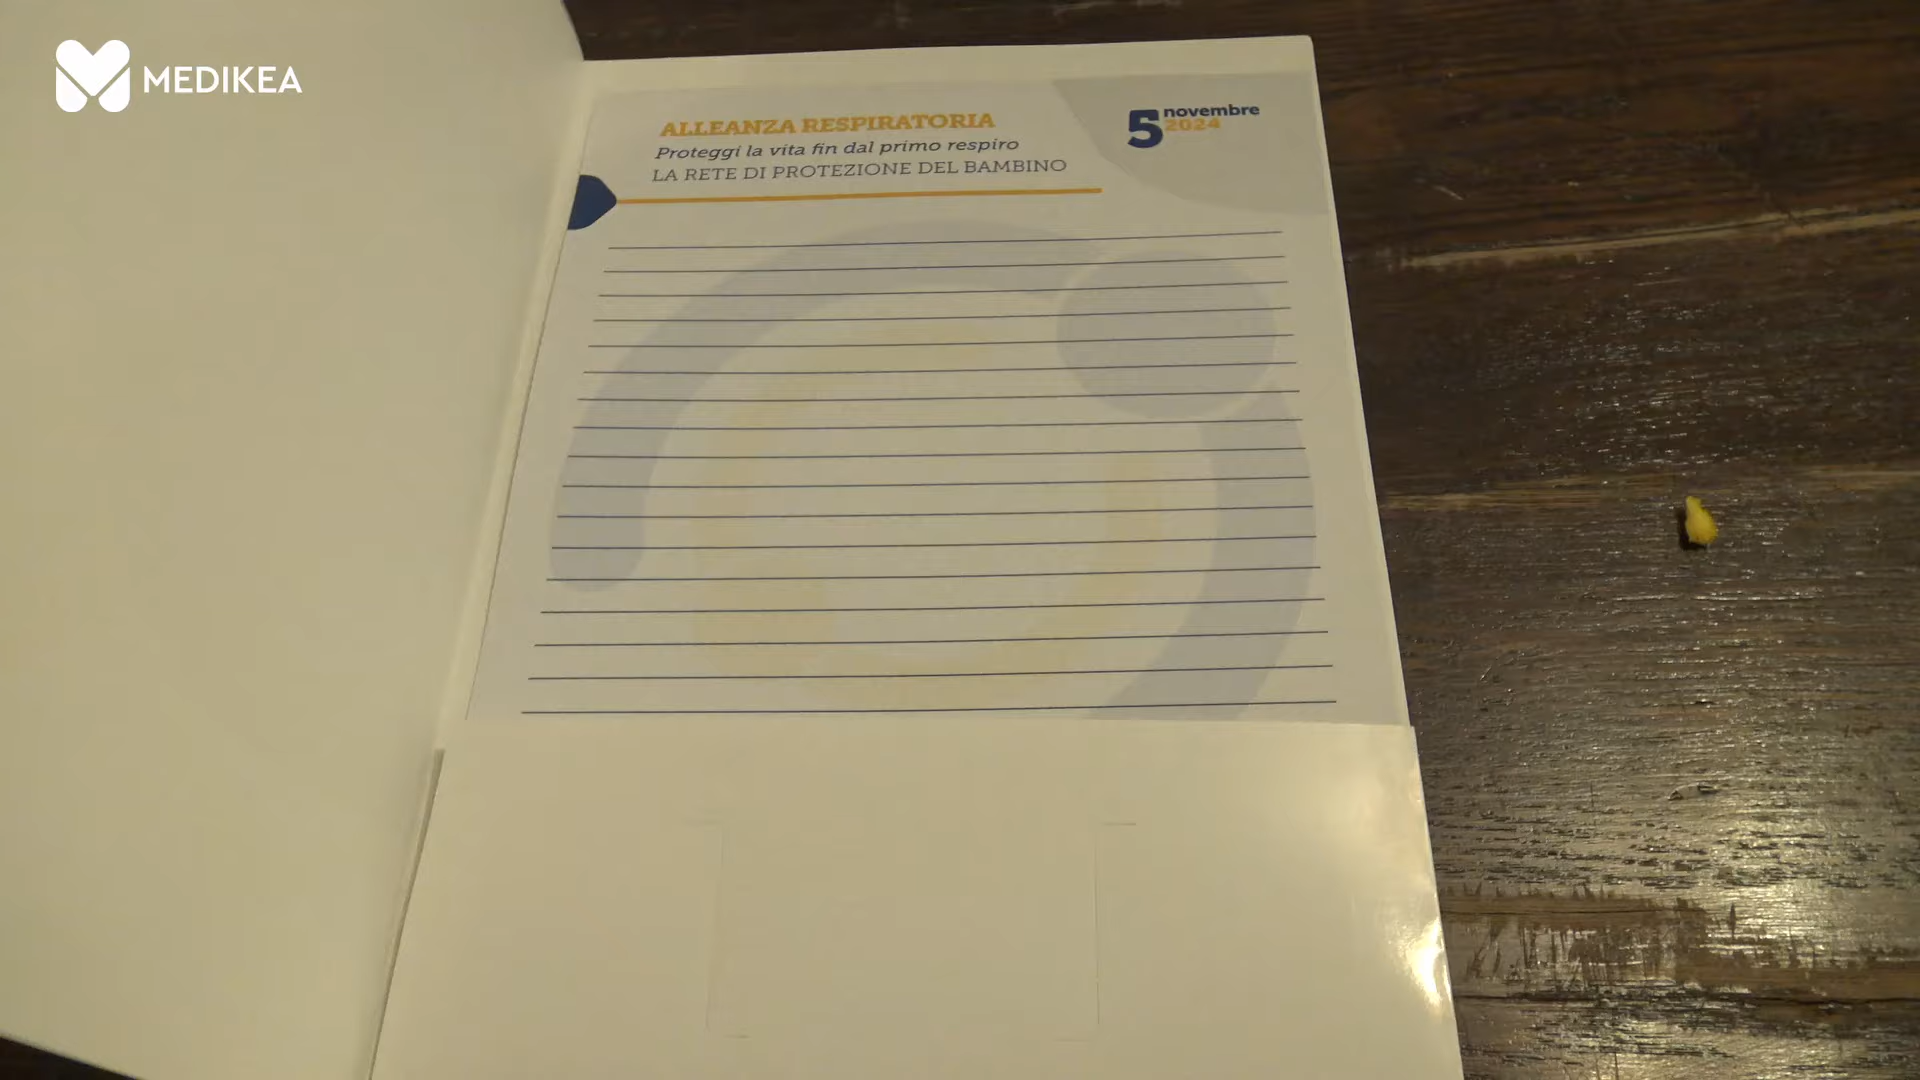 MEDIKEA
ALLEANZA RESPIRATORIA
Proteggi la vita fin dal primo respiro
LA RETE DI PROTEZIONE DEL BAMBINO
5 novembre
2024